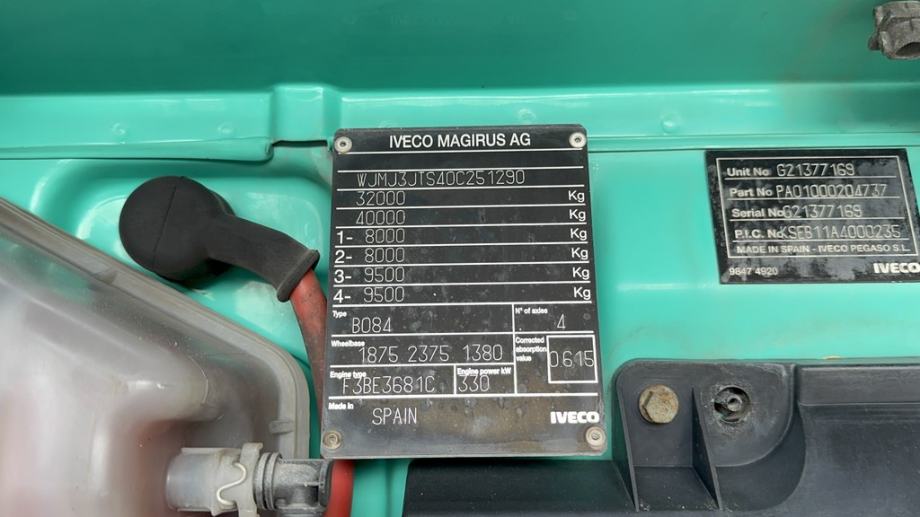 IVECO MAGIRUS AG
WJMJ3JTS40C251290
32000 Kg
40000 Kg
1- 8000 Kg
2- 8000 Kg
3- 9500 Kg
4- 9500 Kg
Type B084 N° of axles 4
Wheelbase 1875 2375 1380 Corrected absorption value 0.615
Engine type F3BE3681C Engine power kW 330
Made in SPAIN IVECO
Unit No G21377169
Part No PA01000204737
Serial No G21377169
P.I.C. No KSFB11A4000235
MADE IN SPAIN - IVECO PEGASO S.L.
9847 4920 IVECO